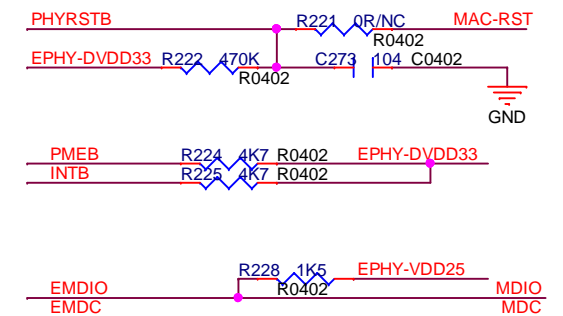 PHYRSTB R221 0R/NC MAC-RST
R0402
EPHY-DVDD33 R222 470K C273 104 C0402
R0402
GND
PMEB R224 4K7 R0402 EPHY-DVDD33
INTB R225 4K7 R0402
R228 1K5 EPHY-VDD25
EMDIO R0402 MDIO
EMDC MDC